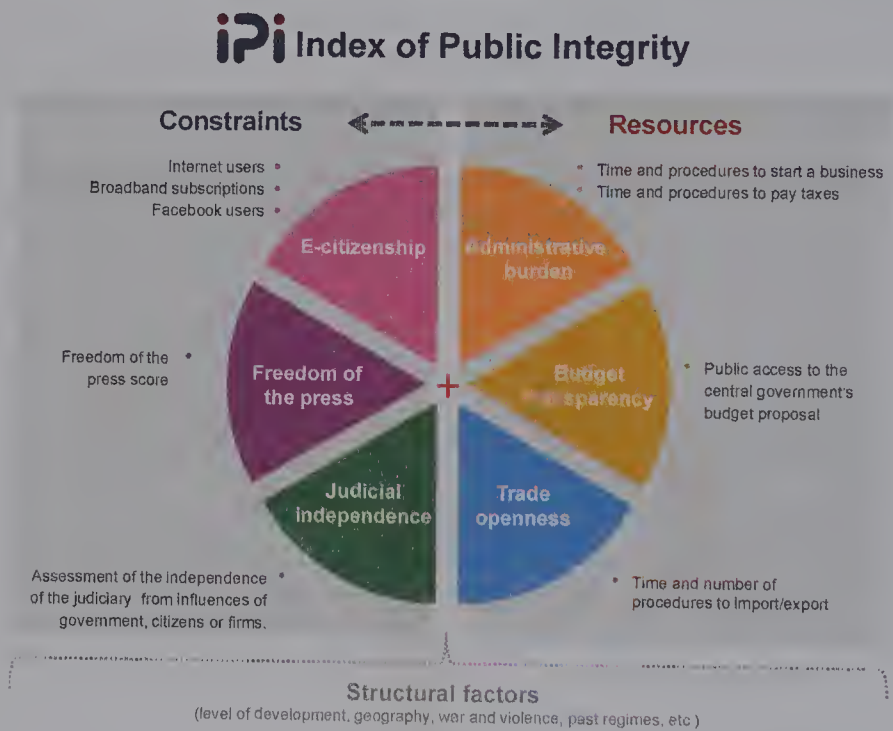 iPi Index of Public Integrity
Constraints
Resources
Internet users
Broadband subscriptions
Facebook users
Time and procedures to start a business
Time and procedures to pay taxes
E-citizenship
Administrative
burden
Freedom of the
press score
Freedom of
the press
Budget
transparency
Public access to the
central government's
budget proposal
Judicial
independence
Trade
openness
Assessment of the independence
of the judiciary from influences of
government, citizens or firms.
Time and number of
procedures to import/export
Structural factors
(level of development, geography, war and violence, past regimes, etc )